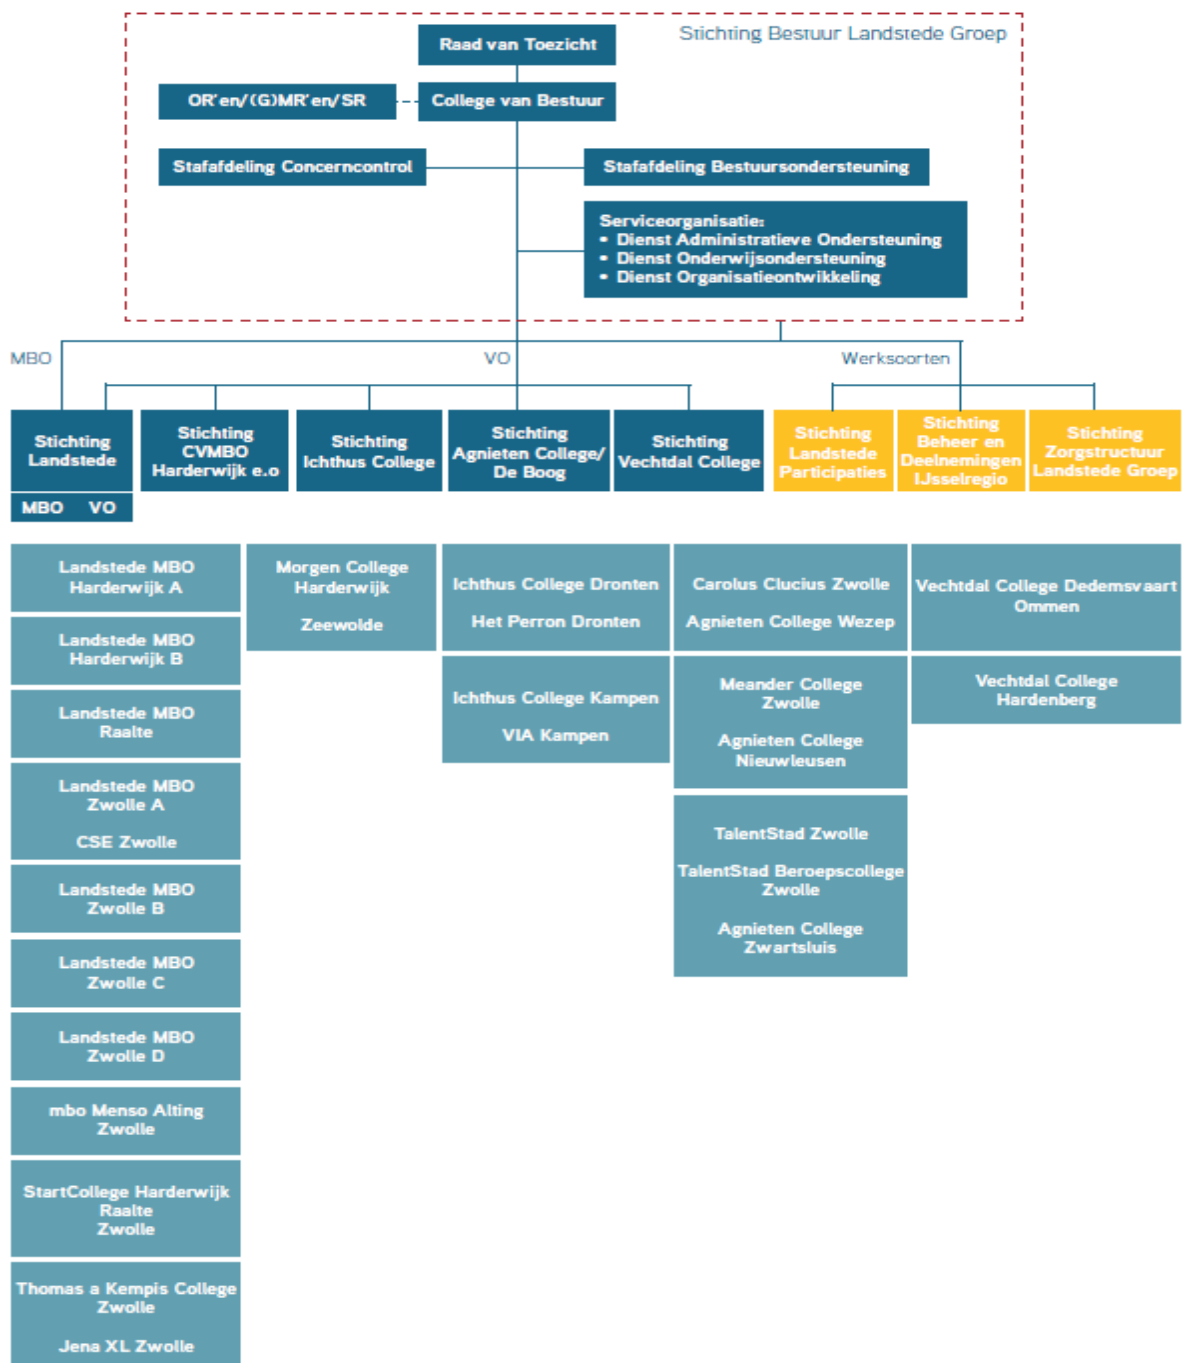 Stichting Bestuur Landstede Groep
Raad van Toezicht
OR'en/(G)MR'en/SR
College van Bestuur
Stafafdeling Concerncontrol
Stafafdeling Bestuursondersteuning
Serviceorganisatie:
• Dienst Administratieve Ondersteuning
• Dienst Onderwijsondersteuning
• Dienst Organisatieontwikkeling
MBO
VO
Werksoorten
Stichting
Landstede
MBO VO
Stichting
CVMBO
Harderwijk e.o
Stichting
Ichthus College
Stichting
Agnieten College/
De Boog
Stichting
Vechtdal College
Stichting
Landstede
Participaties
Stichting
Beheer en
Deelnemingen
IJsselregio
Stichting
Zorgstructuur
Landstede Groep
Landstede MBO
Harderwijk A
Landstede MBO
Harderwijk B
Landstede MBO
Raalte
Landstede MBO
Zwolle A
CSE Zwolle
Landstede MBO
Zwolle B
Landstede MBO
Zwolle C
Landstede MBO
Zwolle D
mbo Menso Alting
Zwolle
StartCollege Harderwijk
Raalte
Zwolle
Thomas a Kempis College
Zwolle
Jena XL Zwolle
Morgen College
Harderwijk
Zeewolde
Ichthus College Dronten
Het Perron Dronten
Ichthus College Kampen
VIA Kampen
Carolus Clucius Zwolle
Agnieten College Wezep
Meander College
Zwolle
Agnieten College
Nieuwleusen
TalentStad Zwolle
TalentStad Beroepscollege
Zwolle
Agnieten College
Zwartsluis
Vechtdal College Dedemsvaart
Ommen
Vechtdal College
Hardenberg